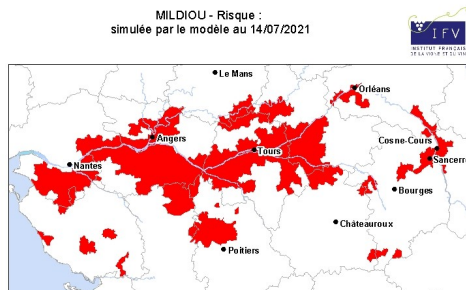 MILDIOU - Risque :
simulée par le modèle au 14/07/2021
IFV
INSTITUT FRANÇAIS
DE LA VIGNE ET DU VIN
Le Mans
Orléans
Angers
Cosne-Cours
Tours
Sancerr
Nantes
Bourges
Châteauroux
Poitiers